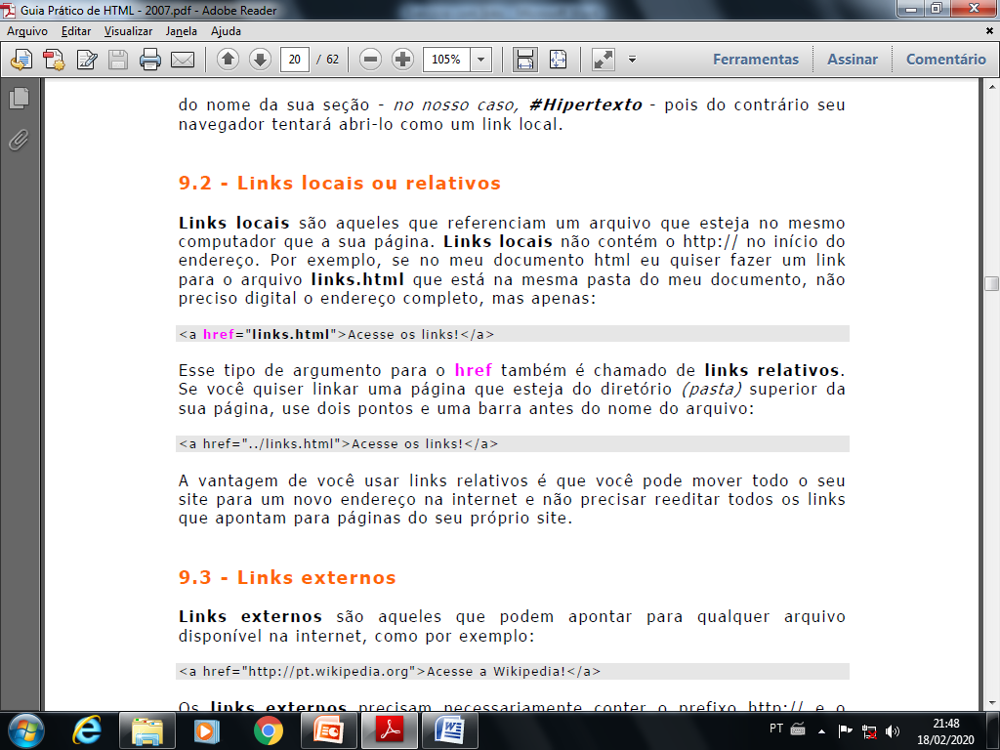 Guia Prático de HTML - 2007.pdf - Adobe Reader
Arquivo Editar Visualizar Janela Ajuda
20 / 62 105% Ferramentas Assinar Comentário
do nome da sua seção - no nosso caso, #Hipertexto - pois do contrário seu
navegador tentará abri-lo como um link local.
9.2 - Links locais ou relativos
Links locais são aqueles que referenciam um arquivo que esteja no mesmo
computador que a sua página. Links locais não contém o http:// no início do
endereço. Por exemplo, se no meu documento html eu quiser fazer um link
para o arquivo links.html que está na mesma pasta do meu documento, não
preciso digital o endereço completo, mas apenas:
<a href="links.html">Acesse os links!</a>
Esse tipo de argumento para o href também é chamado de links relativos.
Se você quiser linkar uma página que esteja do diretório (pasta) superior da
sua página, use dois pontos e uma barra antes do nome do arquivo:
<a href="../links.html">Acesse os links!</a>
A vantagem de você usar links relativos é que você pode mover todo o seu
site para um novo endereço na internet e não precisar reeditar todos os links
que apontam para páginas do seu próprio site.
9.3 - Links externos
Links externos são aqueles que podem apontar para qualquer arquivo
disponível na internet, como por exemplo:
<a href="http://pt.wikipedia.org">Acesse a Wikipedia!</a>
Os links externos precisam necessariamente conter o prefixo http:// e o
PT 21:48
18/02/2020